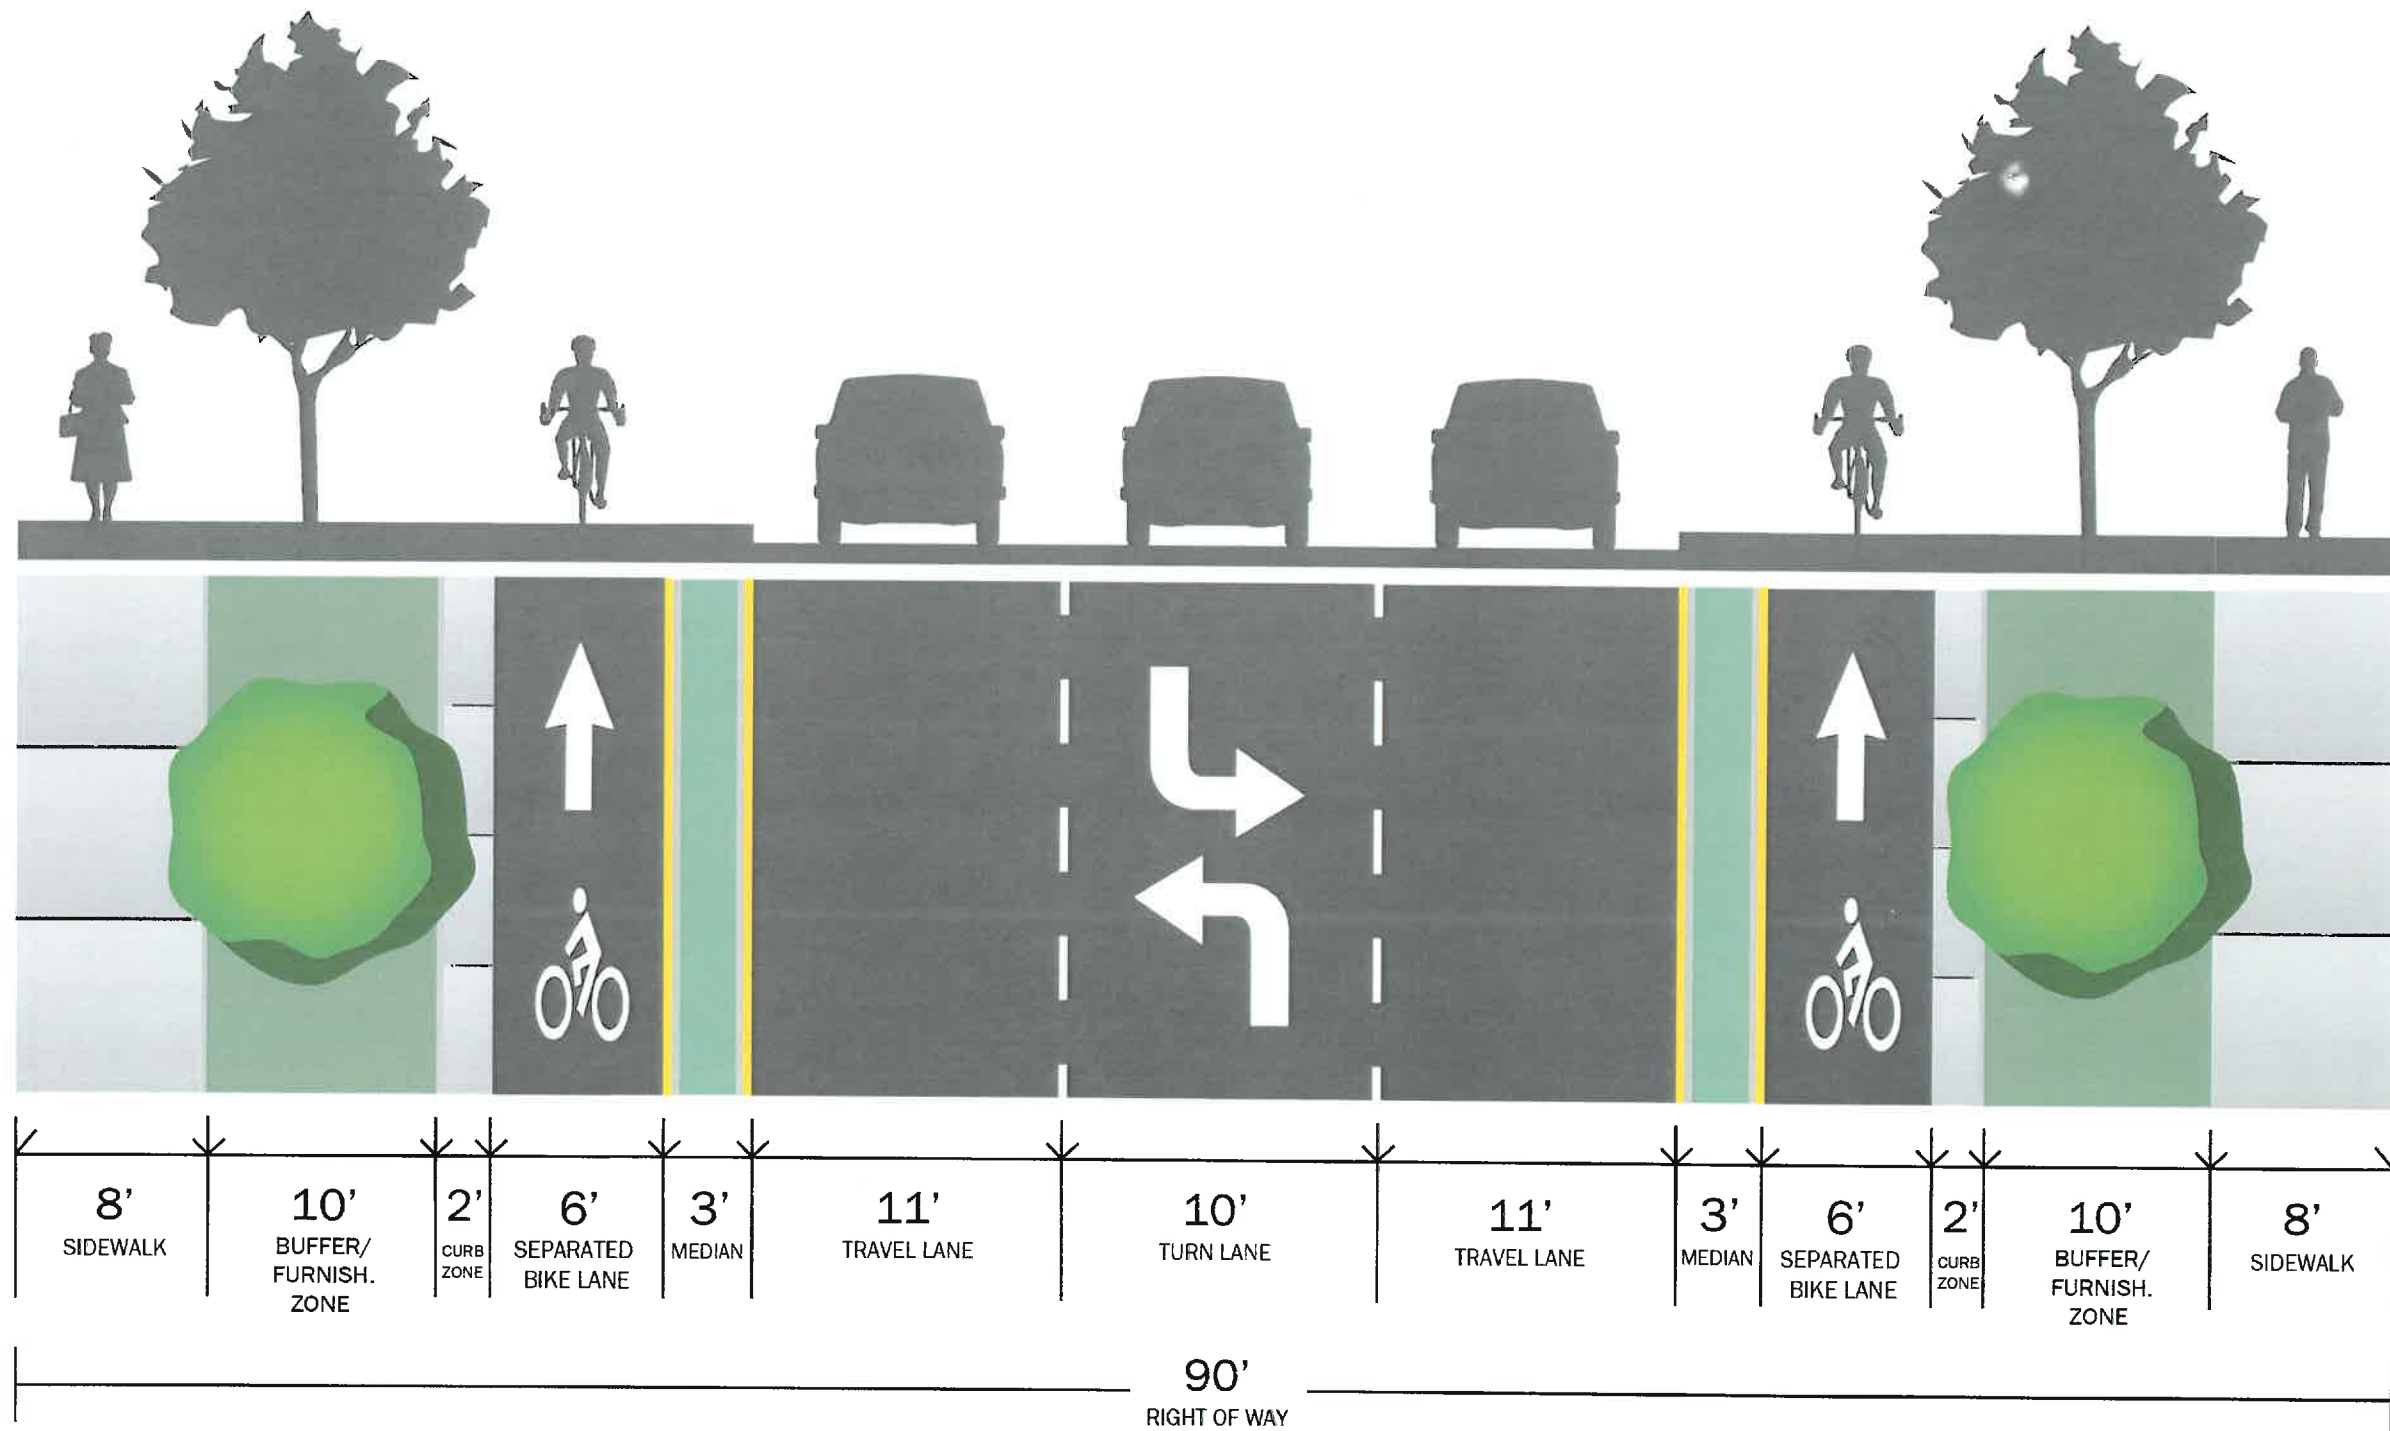 8'
SIDEWALK
10'
BUFFER/
FURNISH.
ZONE
2'
CURB
ZONE
6'
SEPARATED
BIKE LANE
3'
MEDIAN
11'
TRAVEL LANE
10'
TURN LANE
11'
TRAVEL LANE
3'
MEDIAN
6'
SEPARATED
BIKE LANE
2'
CURB
ZONE
10'
BUFFER/
FURNISH.
ZONE
8'
SIDEWALK
90'
RIGHT OF WAY